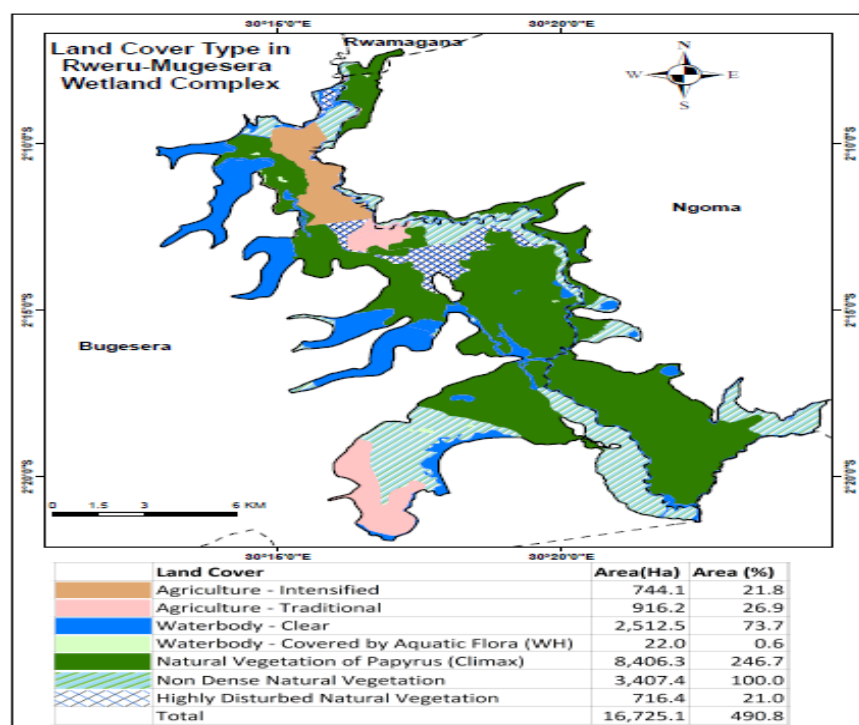 30°15'0"E 30°20'0"E
Land Cover Type in
Rweru-Mugesera
Wetland Complex
Rwamagana
N
W E
S
2°10'0"S 2°10'0"S
Ngoma
2°15'0"S 2°15'0"S
Bugesera
2°20'0"S 2°20'0"S
0 1.5 3 6 KM
30°15'0"E 30°20'0"E
Land Cover Area(Ha) Area (%)
Agriculture - Intensified 744.1 21.8
Agriculture - Traditional 916.2 26.9
Waterbody - Clear 2,512.5 73.7
Waterbody - Covered by Aquatic Flora (WH) 22.0 0.6
Natural Vegetation of Papyrus (Climax) 8,406.3 246.7
Non Dense Natural Vegetation 3,407.4 100.0
Highly Disturbed Natural Vegetation 716.4 21.0
Total 16,725.1 490.8